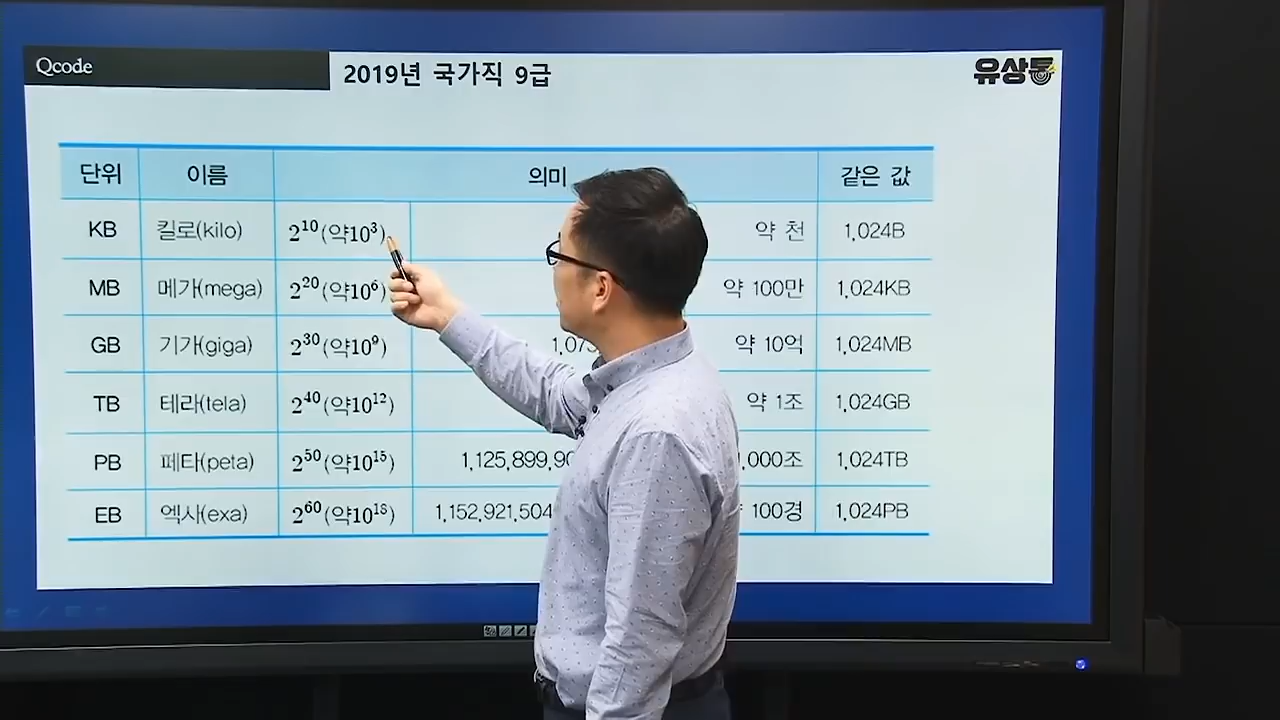 Qcode
2019년 국가직 9급
유상통
단위 이름 의미 같은 값
KB 킬로(kilo) 2¹⁰(약10³) 약 천 1,024B
MB 메가(mega) 2²⁰(약10⁶) 약 100만 1,024KB
GB 기가(giga) 2³⁰(약10⁹) 약 10억 1,024MB
TB 테라(tela) 2⁴⁰(약10¹²) 약 1조 1,024GB
PB 페타(peta) 2⁵⁰(약10¹⁵) 1,125,899,90 ,000조 1,024TB
EB 엑사(exa) 2⁶⁰(약10¹⁸) 1,152,921,504 100경 1,024PB